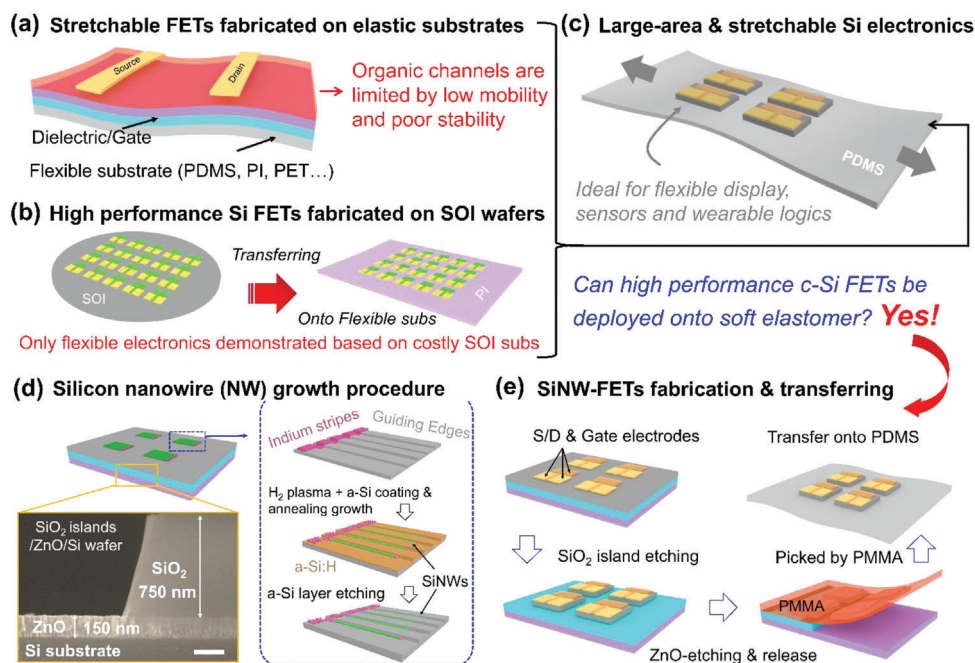 (a) Stretchable FETs fabricated on elastic substrates
Source
Drain
Organic channels are
limited by low mobility
and poor stability
Dielectric/Gate
Flexible substrate (PDMS, PI, PET...)
(b) High performance Si FETs fabricated on SOI wafers
SOI
Transferring
PI
Onto Flexible subs
Only flexible electronics demonstrated based on costly SOI subs
(c) Large-area & stretchable Si electronics
PDMS
Ideal for flexible display,
sensors and wearable logics
Can high performance c-Si FETs be
deployed onto soft elastomer? Yes!
(d) Silicon nanowire (NW) growth procedure
Indium stripes
Guiding Edges
H2 plasma + a-Si coating &
annealing growth
a-Si:H
SiNWs
a-Si layer etching
SiO2 islands
/ZnO/Si wafer
SiO2
750 nm
ZnO 150 nm
Si substrate
(e) SiNW-FETs fabrication & transferring
S/D & Gate electrodes
SiO2 island etching
ZnO-etching & release
PMMA
Picked by PMMA
Transfer onto PDMS